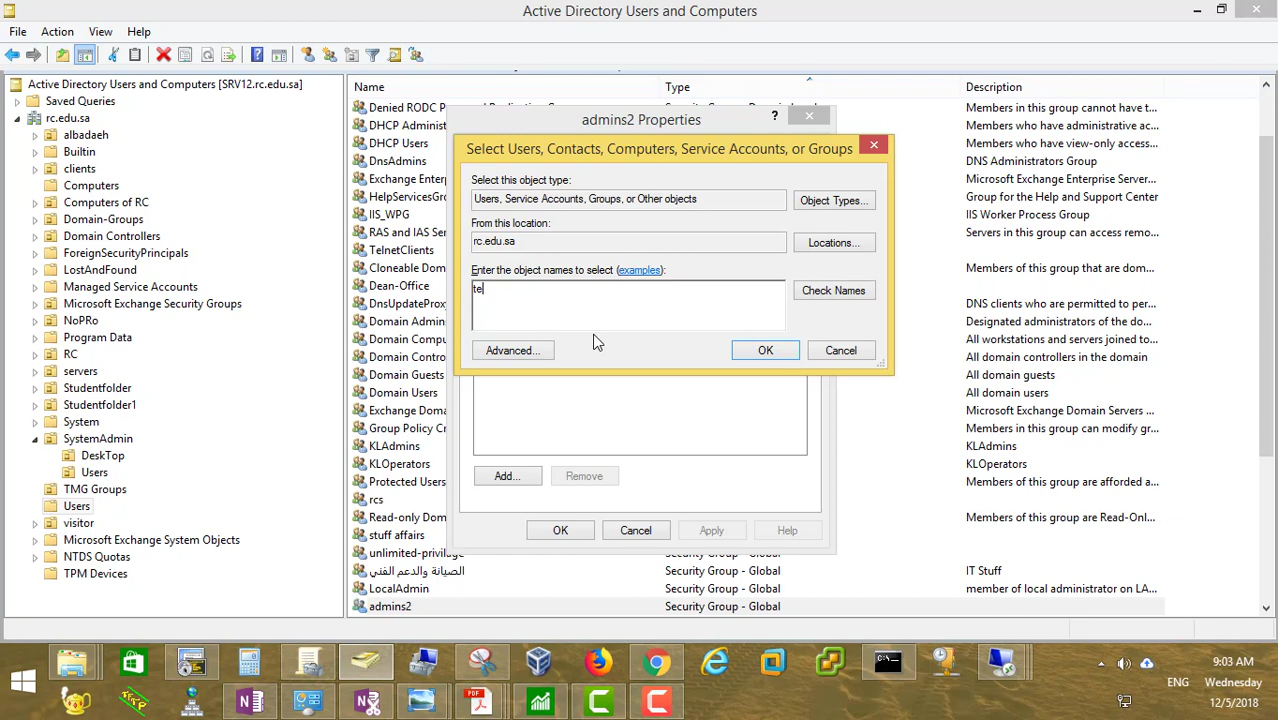 Active Directory Users and Computers
File Action View Help
Active Directory Users and Computers [SRV12.rc.edu.sa]
Saved Queries
rc.edu.sa
albadaeh
Builtin
clients
Computers
Computers of RC
Domain-Groups
Domain Controllers
ForeignSecurityPrincipals
LostAndFound
Managed Service Accounts
Microsoft Exchange Security Groups
NoPRo
Program Data
RC
servers
Studentfolder
Studentfolder1
System
SystemAdmin
DeskTop
Users
TMG Groups
Users
visitor
Microsoft Exchange System Objects
NTDS Quotas
TPM Devices
Name Type Description
Denied RODC Members in this group cannot have t...
DHCP Administ Members who have administrative ac...
DHCP Users Members who have view-only access ...
DnsAdmins DNS Administrators Group
Exchange Enter Microsoft Exchange Enterprise Server...
HelpServicesGro Group for the Help and Support Center
IIS_WPG IIS Worker Process Group
RAS and IAS Ser Servers in this group can access remo...
TelnetClients
Cloneable Dom Members of this group that are dom...
Dean-Office
DnsUpdateProxy DNS clients who are permitted to per...
Domain Admin Designated administrators of the do...
Domain Compu All workstations and servers joined to...
Domain Contro All domain controllers in the domain
Domain Guests All domain guests
Domain Users All domain users
Exchange Doma Microsoft Exchange Domain Servers ...
Group Policy Cr Members in this group can modify gr...
KLAdmins KLAdmins
KLOperators KLOperators
Protected Users Members of this group are afforded a...
rcs
Read-only Dom Members of this group are Read-Onl...
stuff affairs
unlimited-privilage Security Group - Global
الصيانة والدعم الفني Security Group - Global IT Stuff
LocalAdmin Security Group - Global member of local administrator on LA...
admins2 Security Group - Global
admins2 Properties
?
Select Users, Contacts, Computers, Service Accounts, or Groups
Select this object type:
Users, Service Accounts, Groups, or Other objects Object Types...
From this location:
rc.edu.sa Locations...
Enter the object names to select (examples):
te Check Names
Advanced... OK Cancel
Add... Remove
OK Cancel Apply Help
9:03 AM
ENG Wednesday
12/5/2018